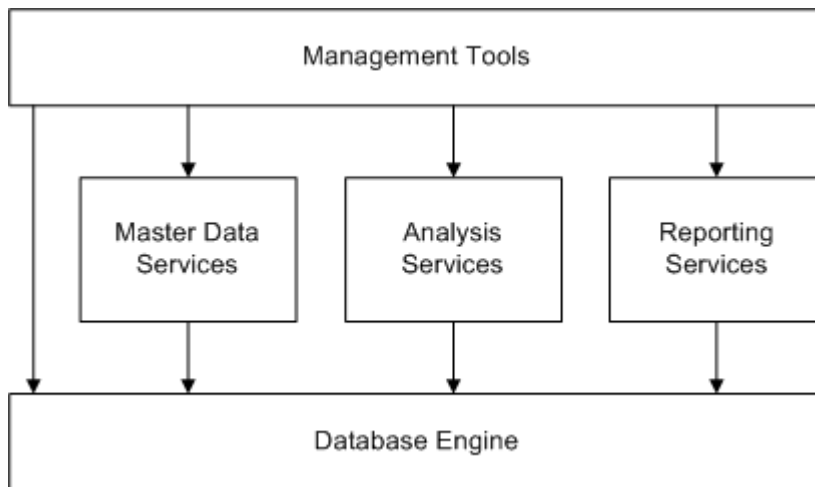 Management Tools
Master Data
Services
Analysis
Services
Reporting
Services
Database Engine